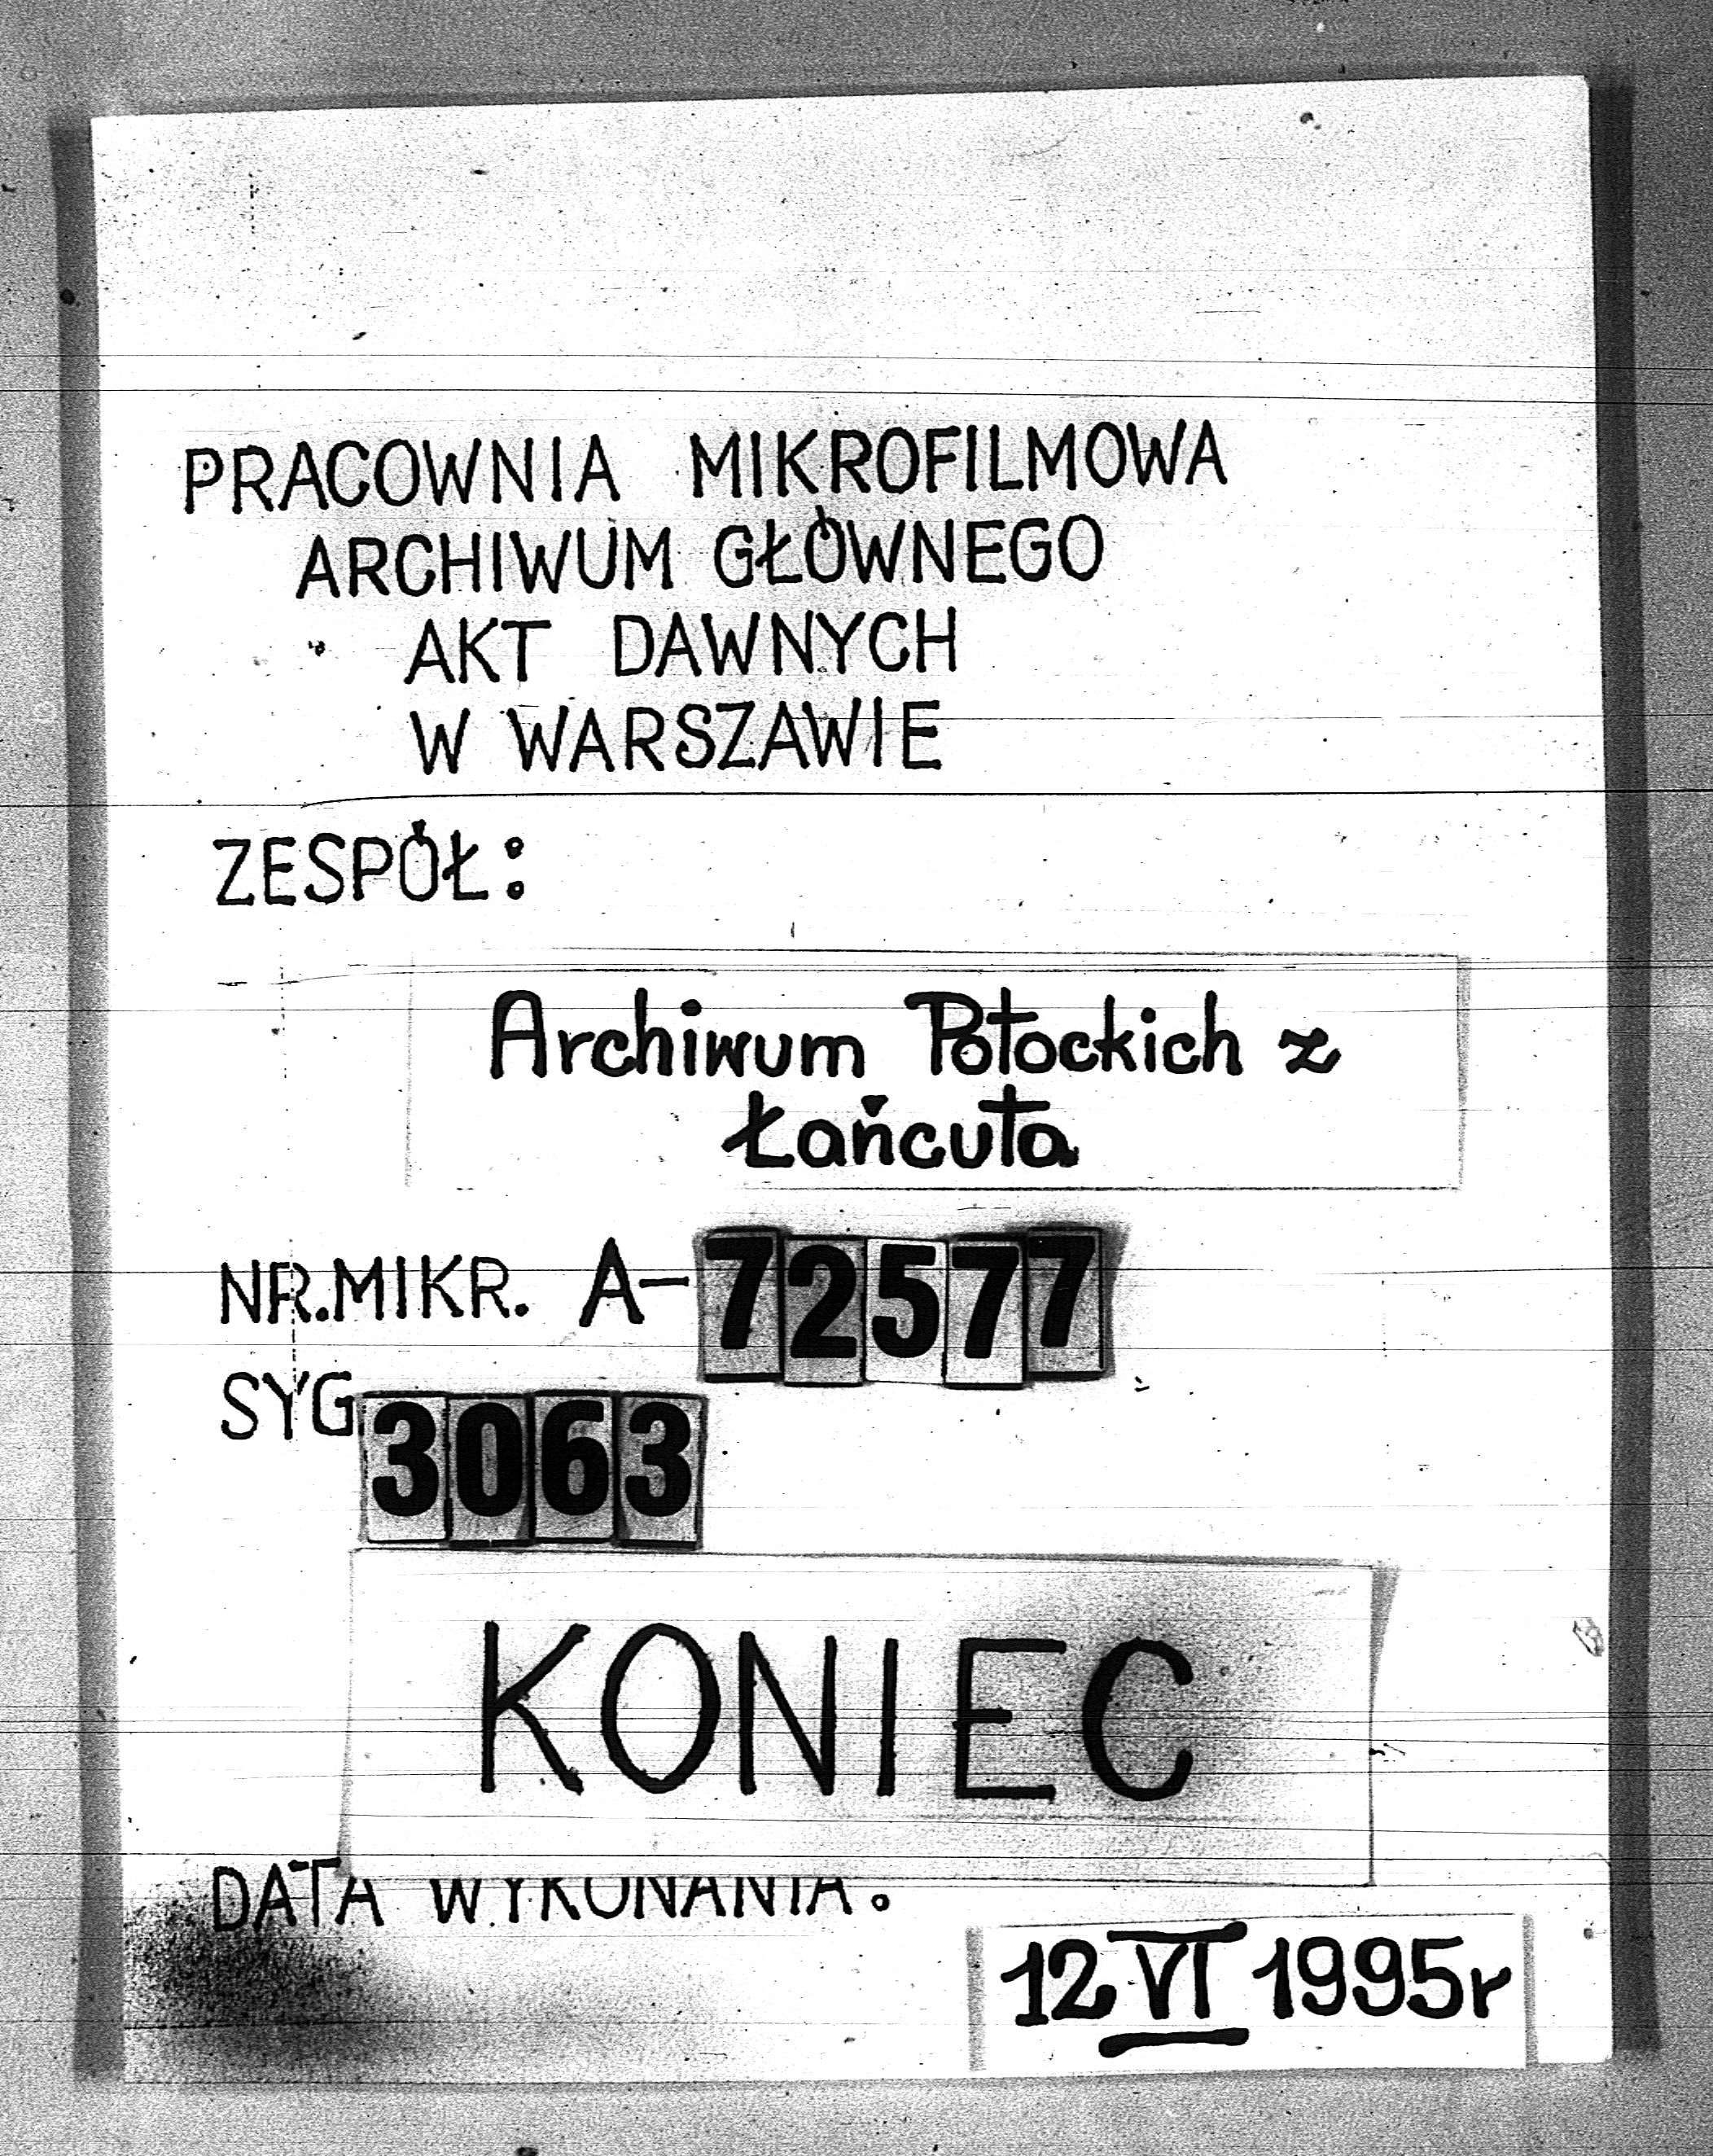 PRACOWNIA MIKROFILMOWA
ARCHIWUM GŁÓWNEGO
AKT DAWNYCH
W WARSZAWIE
ZESPÓŁ:
Archiwum Potockich z
Łańcuta
NR.MIKR. A-72577
SYG.3063
KONIEC
DATA WYKONANIA:
12 VI 1995r